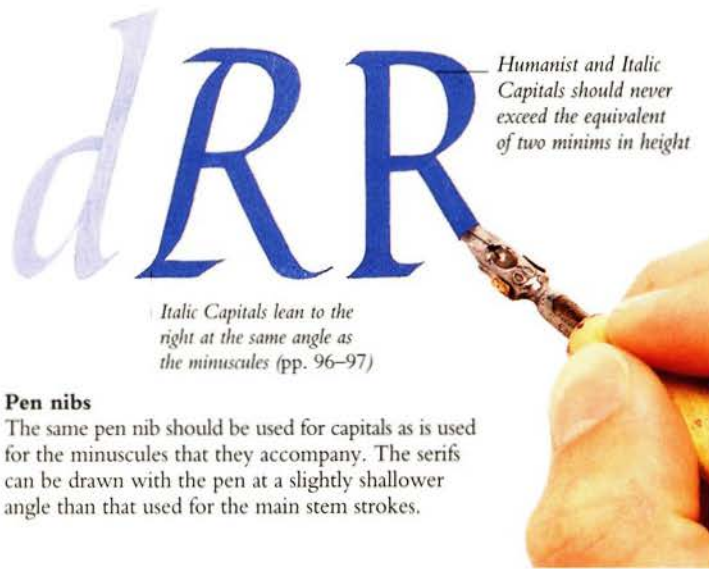 dRR
Humanist and Italic
Capitals should never
exceed the equivalent
of two minims in height
Italic Capitals lean to the
right at the same angle as
the minuscules (pp. 96–97)
Pen nibs
The same pen nib should be used for capitals as is used
for the minuscules that they accompany. The serifs
can be drawn with the pen at a slightly shallower
angle than that used for the main stem strokes.